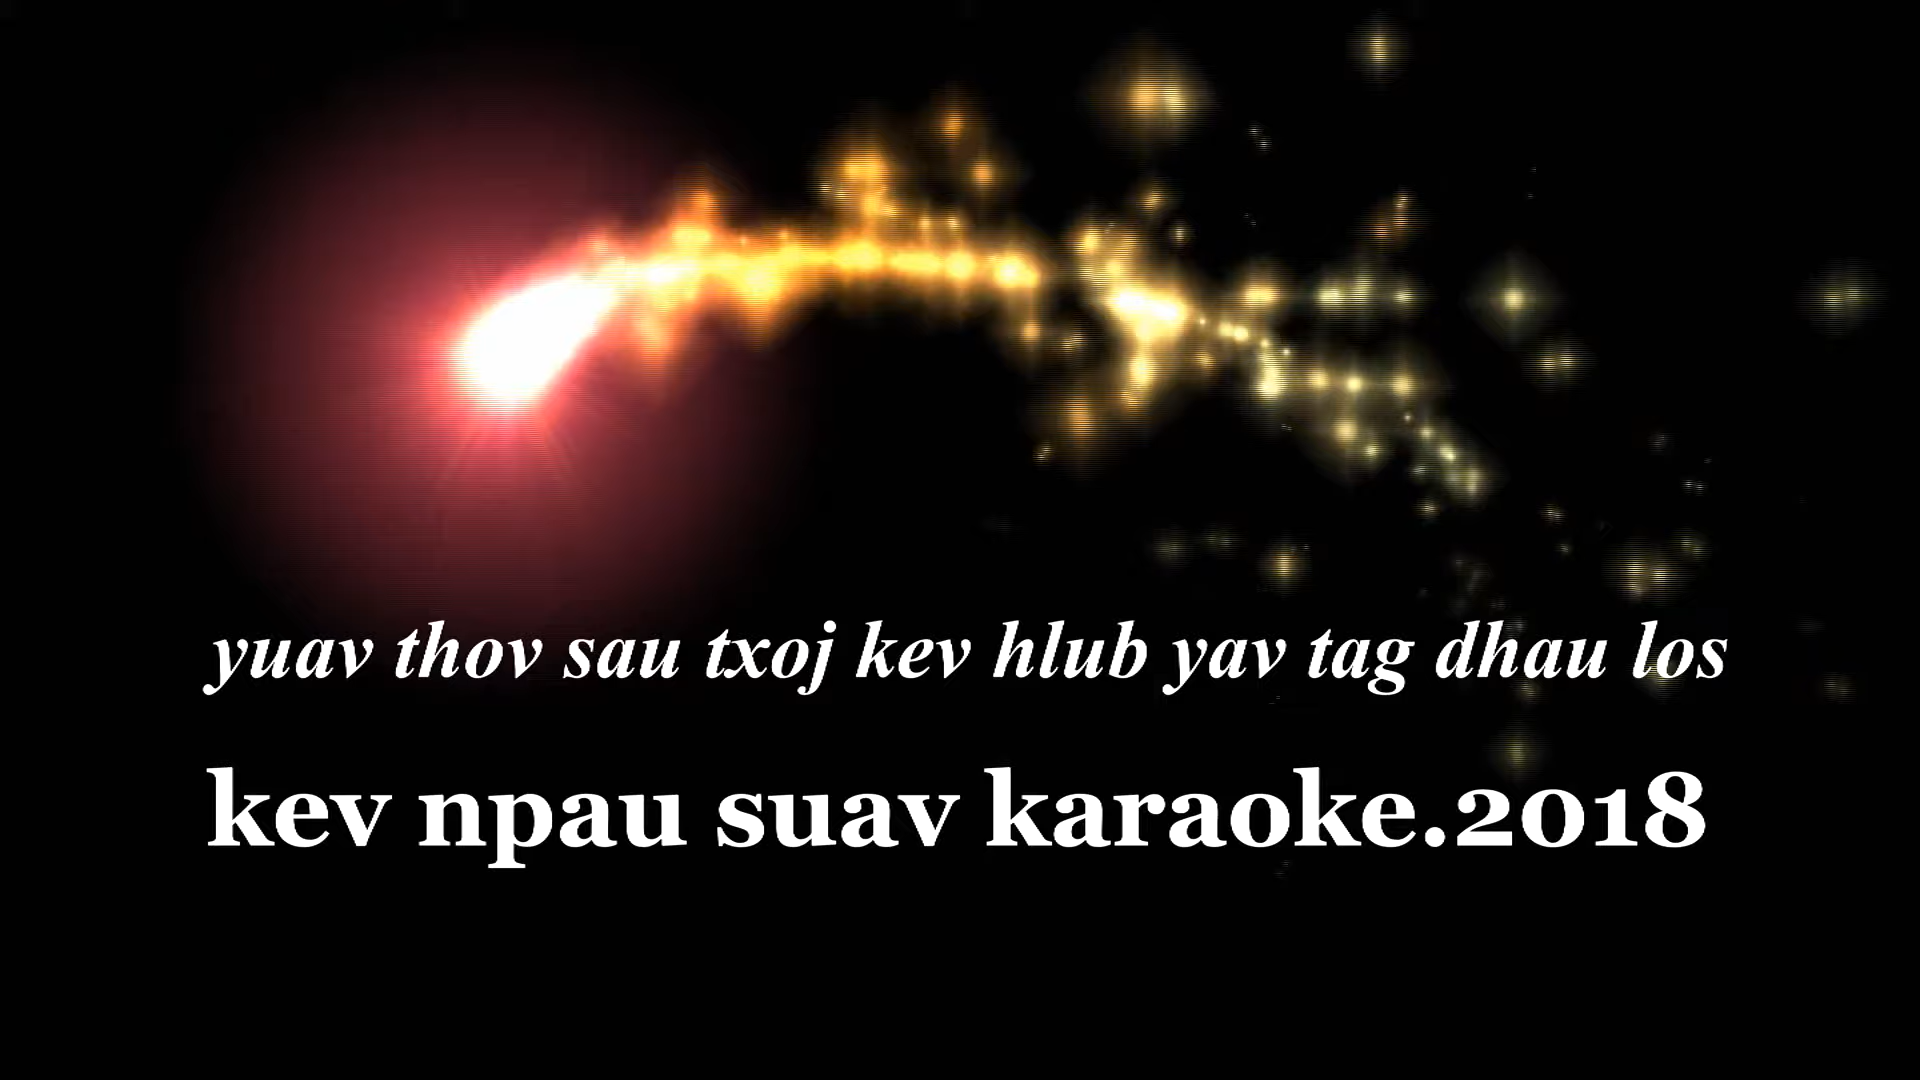 yuav thov sau txoj kev hlub yav tag dhau los
kev npau suav karaoke.2018